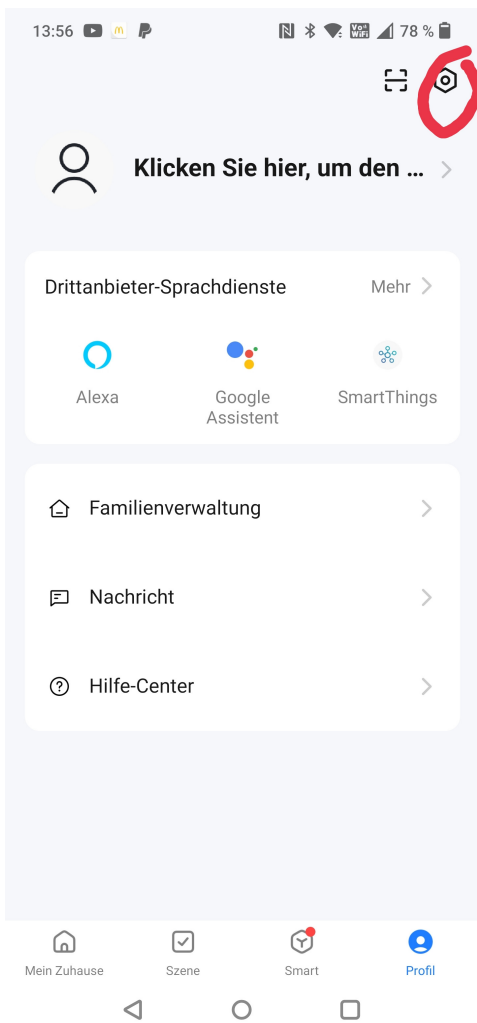 13:56 78 %
Klicken Sie hier, um den ...
Drittanbieter-Sprachdienste Mehr
Alexa
Google
Assistent
SmartThings
Familienverwaltung
Nachricht
Hilfe-Center
Mein Zuhause Szene Smart Profil